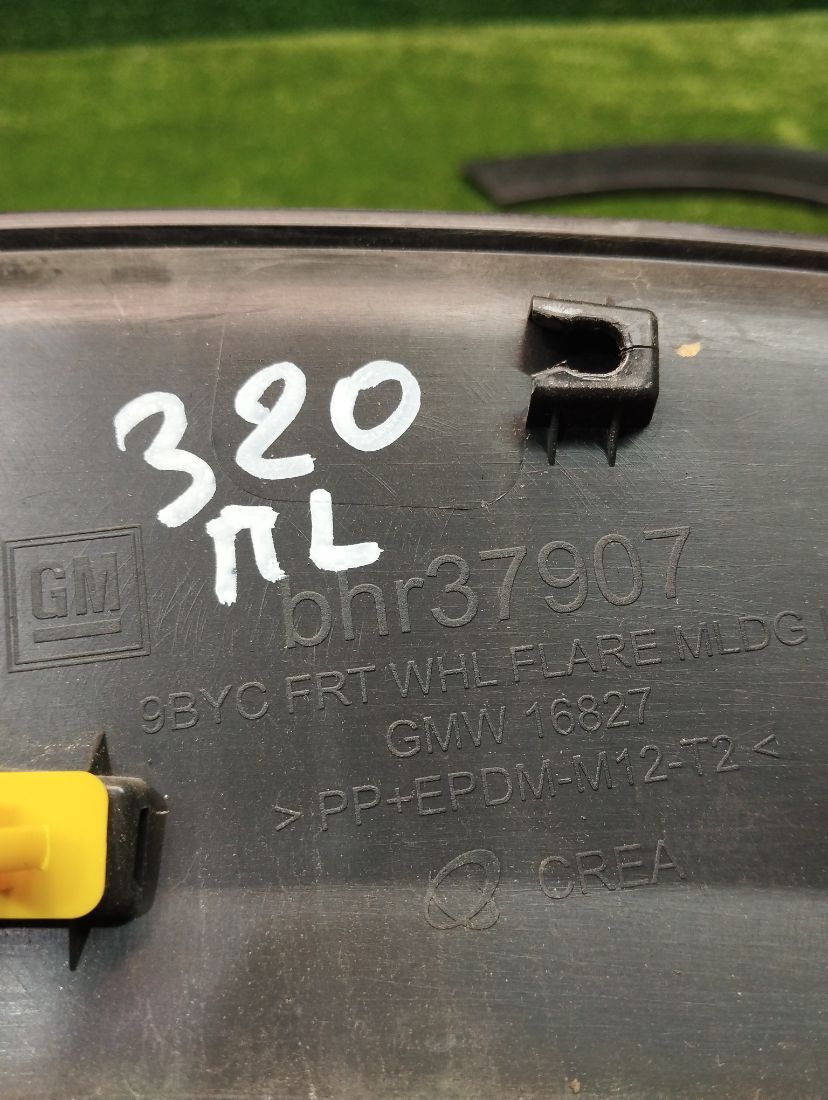 320
ПL
GM
bhr37907
9BYC FRT WHL FLARE MLDG
GMW 16827
>PP+EPDM-M12-T2<
CREA